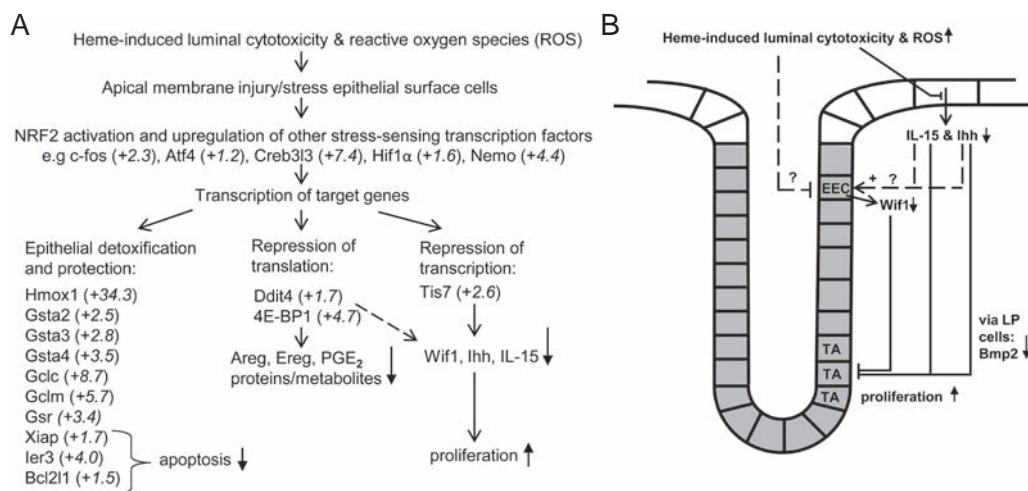 A
Heme-induced luminal cytotoxicity & reactive oxygen species (ROS)
Apical membrane injury/stress epithelial surface cells
NRF2 activation and upregulation of other stress-sensing transcription factors
e.g c-fos (+2.3), Atf4 (+1.2), Creb3l3 (+7.4), Hif1α (+1.6), Nemo (+4.4)
Transcription of target genes
Epithelial detoxification
and protection:
Hmox1 (+34.3)
Gsta2 (+2.5)
Gsta3 (+2.8)
Gsta4 (+3.5)
Gclc (+8.7)
Gclm (+5.7)
Gsr (+3.4)
Xiap (+1.7)
Ier3 (+4.0)
Bcl2l1 (+1.5)
apoptosis
Repression of
translation:
Ddit4 (+1.7)
4E-BP1 (+4.7)
Areg, Ereg, PGE2
proteins/metabolites
Repression of
transcription:
Tis7 (+2.6)
Wif1, Ihh, IL-15
proliferation
B
Heme-induced luminal cytotoxicity & ROS
IL-15 & Ihh
?
+ ?
EEC
Wif1
via LP
cells:
Bmp2
TA
TA
TA
proliferation